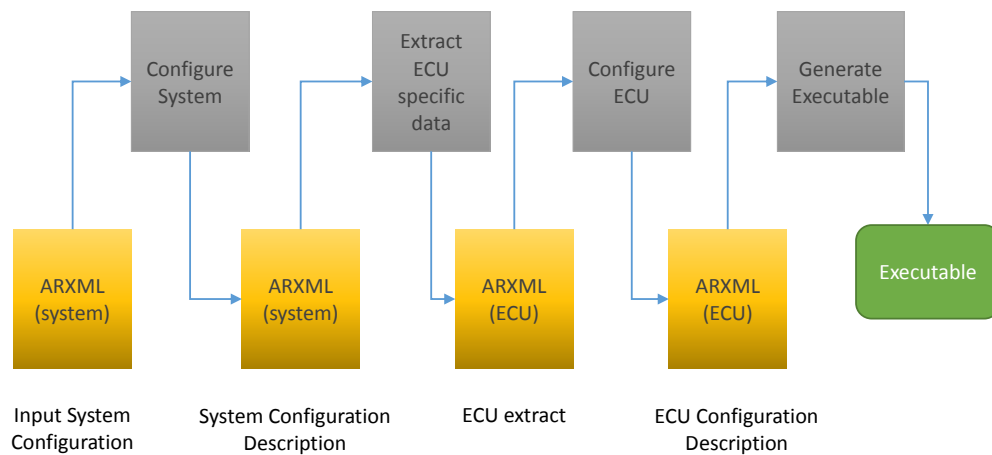 Configure
System
Extract
ECU
specific
data
Configure
ECU
Generate
Executable
ARXML
(system)
ARXML
(system)
ARXML
(ECU)
ARXML
(ECU)
Executable
Input System
Configuration
System Configuration
Description
ECU extract
ECU Configuration
Description